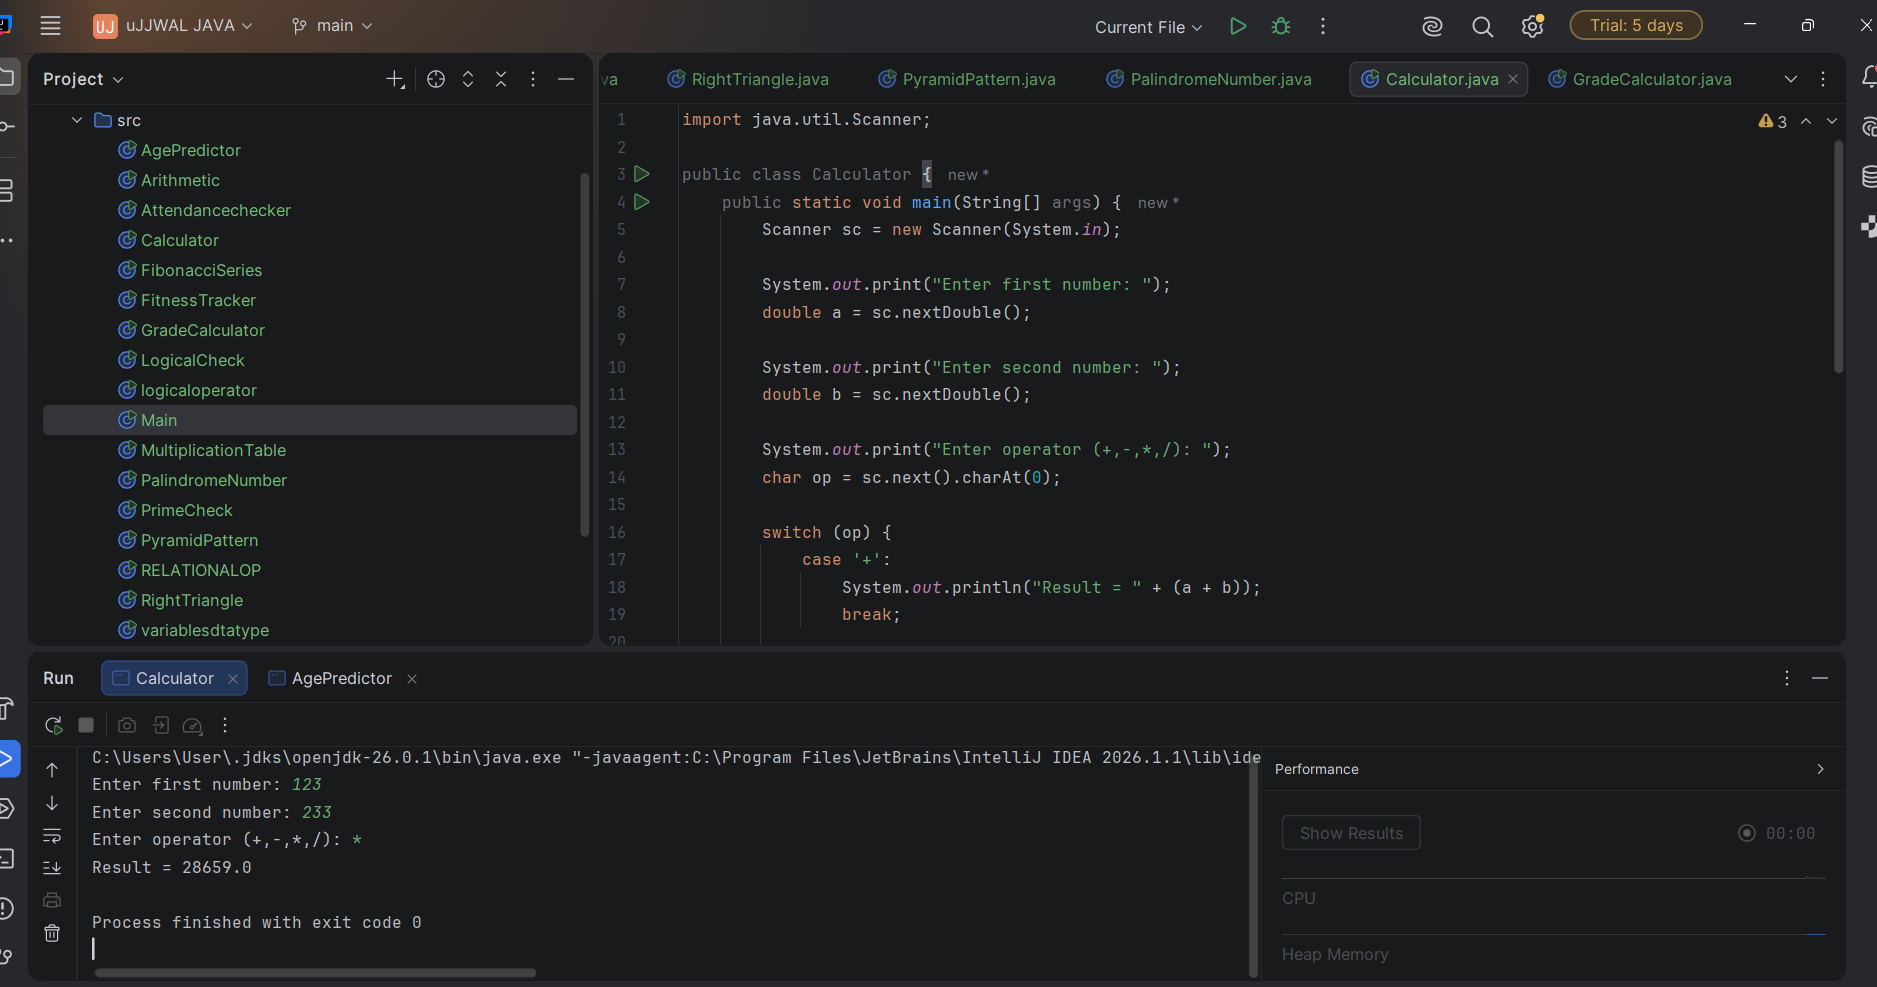 UJ uJJWAL JAVA main Current File Trial: 5 days
Project
src
AgePredictor
Arithmetic
Attendancechecker
Calculator
FibonacciSeries
FitnessTracker
GradeCalculator
LogicalCheck
logicaloperator
Main
MultiplicationTable
PalindromeNumber
PrimeCheck
PyramidPattern
RELATIONALOP
RightTriangle
variablesdtatype
va RightTriangle.java PyramidPattern.java PalindromeNumber.java Calculator.java GradeCalculator.java
3
1 import java.util.Scanner;
2
3 public class Calculator { new *
4 public static void main(String[] args) { new *
5 Scanner sc = new Scanner(System.in);
6
7 System.out.print("Enter first number: ");
8 double a = sc.nextDouble();
9
10 System.out.print("Enter second number: ");
11 double b = sc.nextDouble();
12
13 System.out.print("Enter operator (+,-,*,/): ");
14 char op = sc.next().charAt(0);
15
16 switch (op) {
17 case '+':
18 System.out.println("Result = " + (a + b));
19 break;
20
Run Calculator AgePredictor
C:\Users\User\.jdks\openjdk-26.0.1\bin\java.exe "-javaagent:C:\Program Files\JetBrains\IntelliJ IDEA 2026.1.1\lib\ide
Enter first number: 123
Enter second number: 233
Enter operator (+,-,*,/): *
Result = 28659.0
Process finished with exit code 0
Performance
Show Results 00:00
CPU
Heap Memory